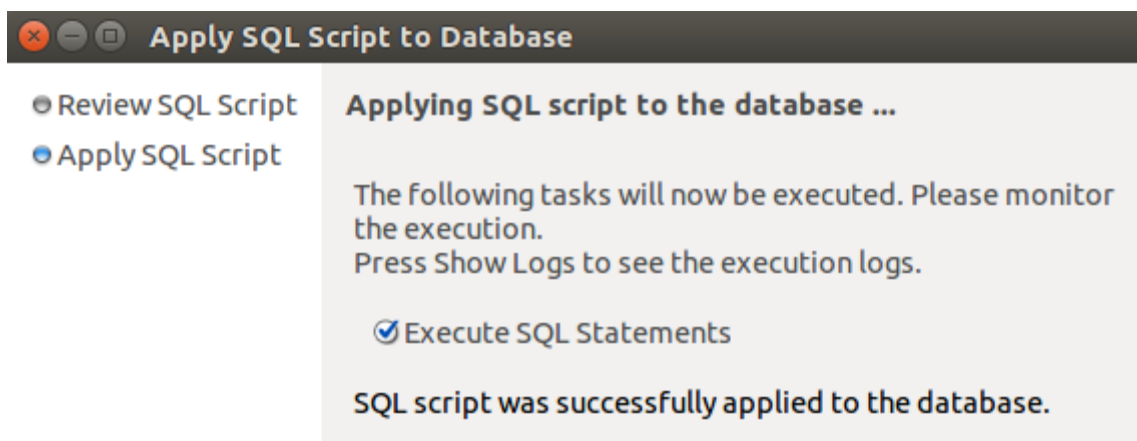 Apply SQL Script to Database
Review SQL Script
Apply SQL Script
Applying SQL script to the database ...
The following tasks will now be executed. Please monitor
the execution.
Press Show Logs to see the execution logs.
Execute SQL Statements
SQL script was successfully applied to the database.